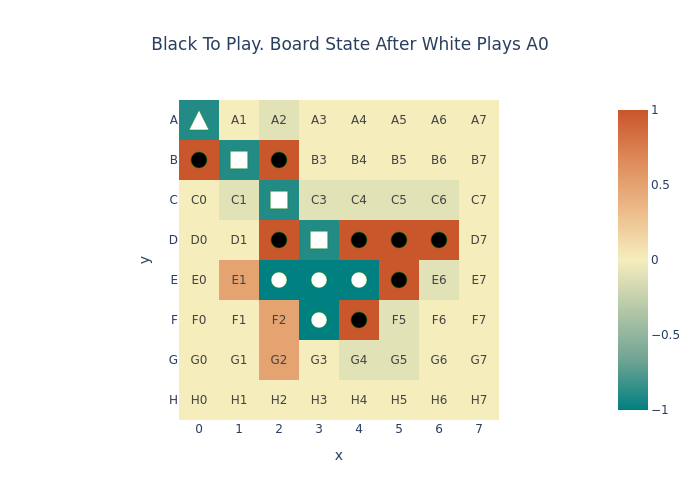 Black To Play. Board State After White Plays A0
A A1 A2 A3 A4 A5 A6 A7
B B3 B4 B5 B6 B7
C C0 C1 C3 C4 C5 C6 C7
D D0 D1 D7
E E0 E1 E6 E7
F F0 F1 F2 F5 F6 F7
G G0 G1 G2 G3 G4 G5 G6 G7
H H0 H1 H2 H3 H4 H5 H6 H7
0 1 2 3 4 5 6 7
x
y
1
0.5
0
−0.5
−1